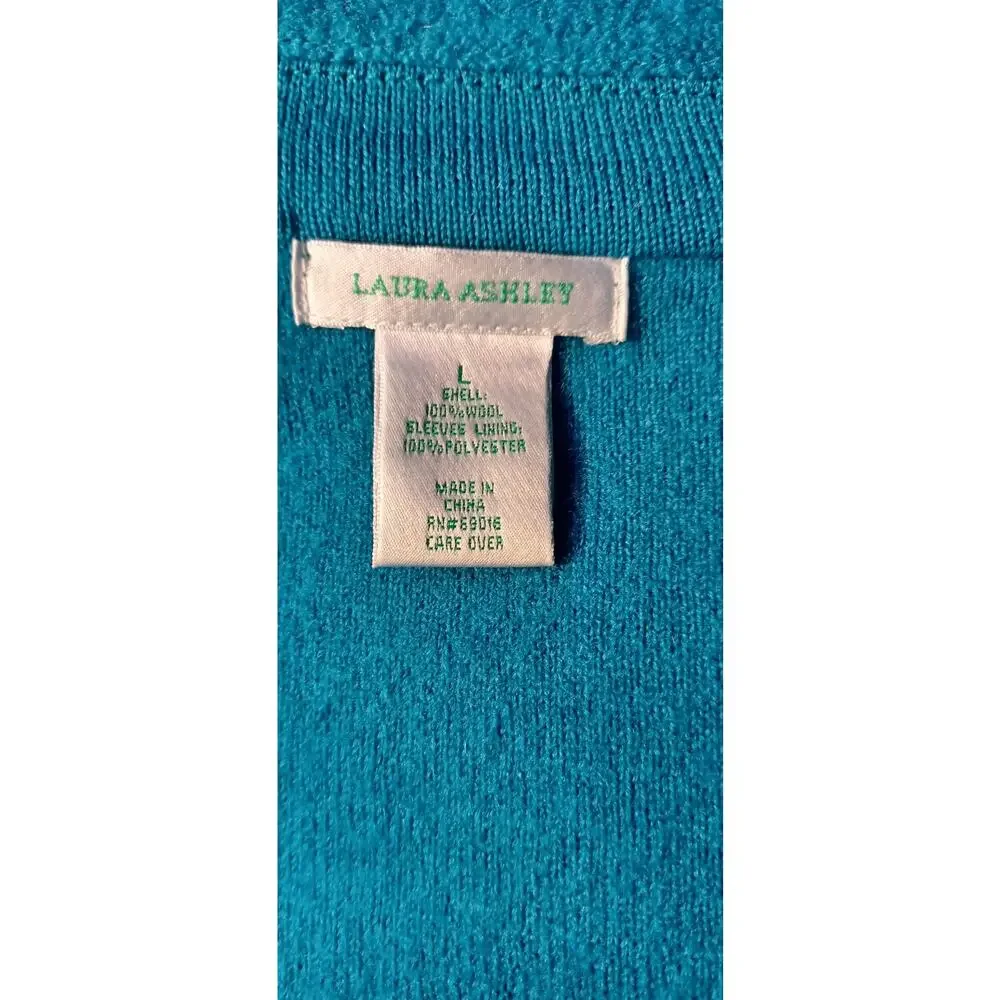 LAURA ASHLEY
L
SHELL:
100%WOOL
SLEEVES LINING:
100%POLYESTER
MADE IN
CHINA
RN#69016
CARE OVER